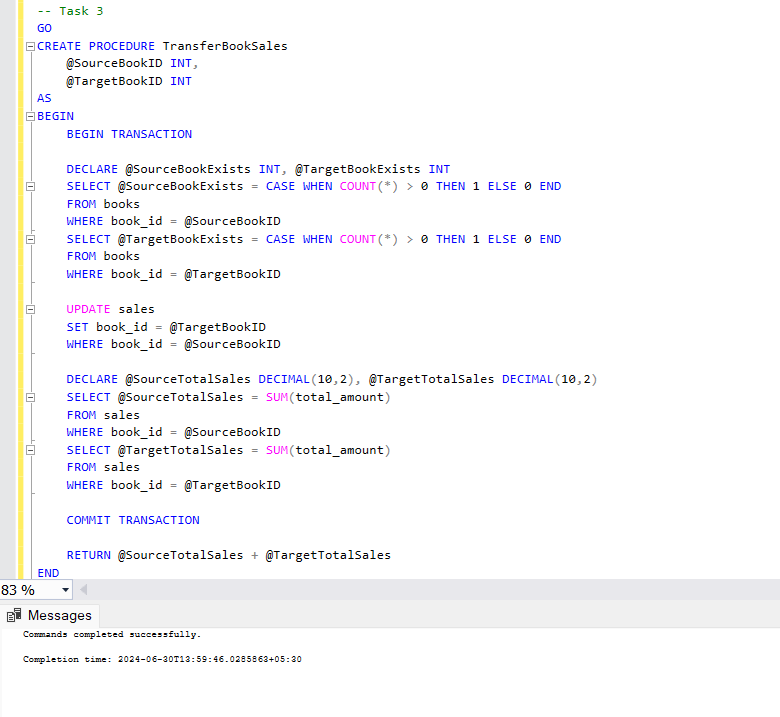 -- Task 3
GO
CREATE PROCEDURE TransferBookSales
    @SourceBookID INT,
    @TargetBookID INT
AS
BEGIN
    BEGIN TRANSACTION

    DECLARE @SourceBookExists INT, @TargetBookExists INT
    SELECT @SourceBookExists = CASE WHEN COUNT(*) > 0 THEN 1 ELSE 0 END
    FROM books
    WHERE book_id = @SourceBookID
    SELECT @TargetBookExists = CASE WHEN COUNT(*) > 0 THEN 1 ELSE 0 END
    FROM books
    WHERE book_id = @TargetBookID

    UPDATE sales
    SET book_id = @TargetBookID
    WHERE book_id = @SourceBookID

    DECLARE @SourceTotalSales DECIMAL(10,2), @TargetTotalSales DECIMAL(10,2)
    SELECT @SourceTotalSales = SUM(total_amount)
    FROM sales
    WHERE book_id = @SourceBookID
    SELECT @TargetTotalSales = SUM(total_amount)
    FROM sales
    WHERE book_id = @TargetBookID

    COMMIT TRANSACTION

    RETURN @SourceTotalSales + @TargetTotalSales
END
83 %
Messages
Commands completed successfully.

Completion time: 2024-06-30T13:59:46.0285863+05:30